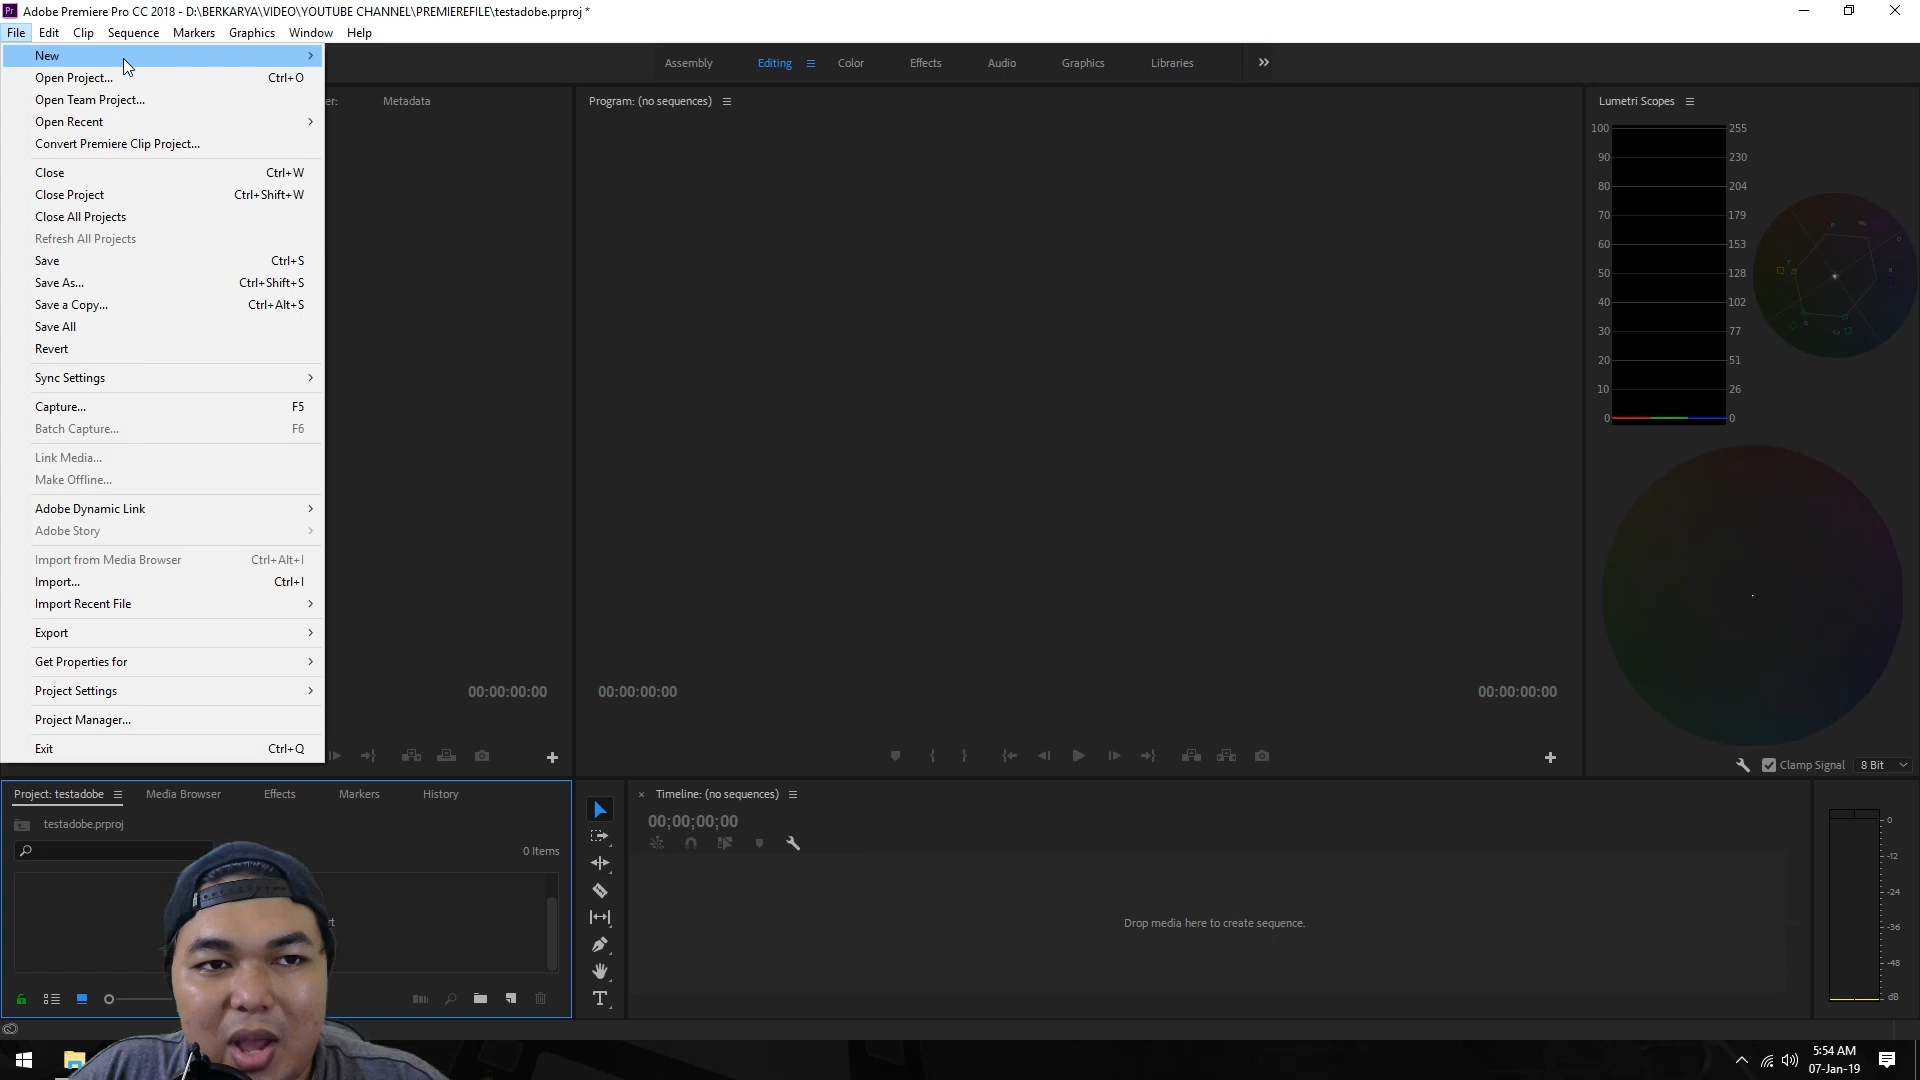 Pr Adobe Premiere Pro CC 2018 - D:\BERKARYA\VIDEO\YOUTUBE CHANNEL\PREMIEREFILE\testadobe.prproj *
File Edit Clip Sequence Markers Graphics Window Help
New
Open Project... Ctrl+O
Open Team Project...
Open Recent
Convert Premiere Clip Project...
Close Ctrl+W
Close Project Ctrl+Shift+W
Close All Projects
Refresh All Projects
Save Ctrl+S
Save As... Ctrl+Shift+S
Save a Copy... Ctrl+Alt+S
Save All
Revert
Sync Settings
Capture... F5
Batch Capture... F6
Link Media...
Make Offline...
Adobe Dynamic Link
Adobe Story
Import from Media Browser Ctrl+Alt+I
Import... Ctrl+I
Import Recent File
Export
Get Properties for
Project Settings
Project Manager...
Exit Ctrl+Q
Assembly Editing Color Effects Audio Graphics Libraries
er: Metadata
Program: (no sequences)
Lumetri Scopes
100 255
90 230
80 204
70 179
60 153
50 128
40 102
30 77
20 51
10 26
0 0
00:00:00:00
00:00:00:00 00:00:00:00
Clamp Signal 8 Bit
Project: testadobe Media Browser Effects Markers History
testadobe.prproj
0 Items
rt
× Timeline: (no sequences)
00;00;00;00
Drop media here to create sequence.
0
-12
-24
-36
-48
dB
5:54 AM
07-Jan-19